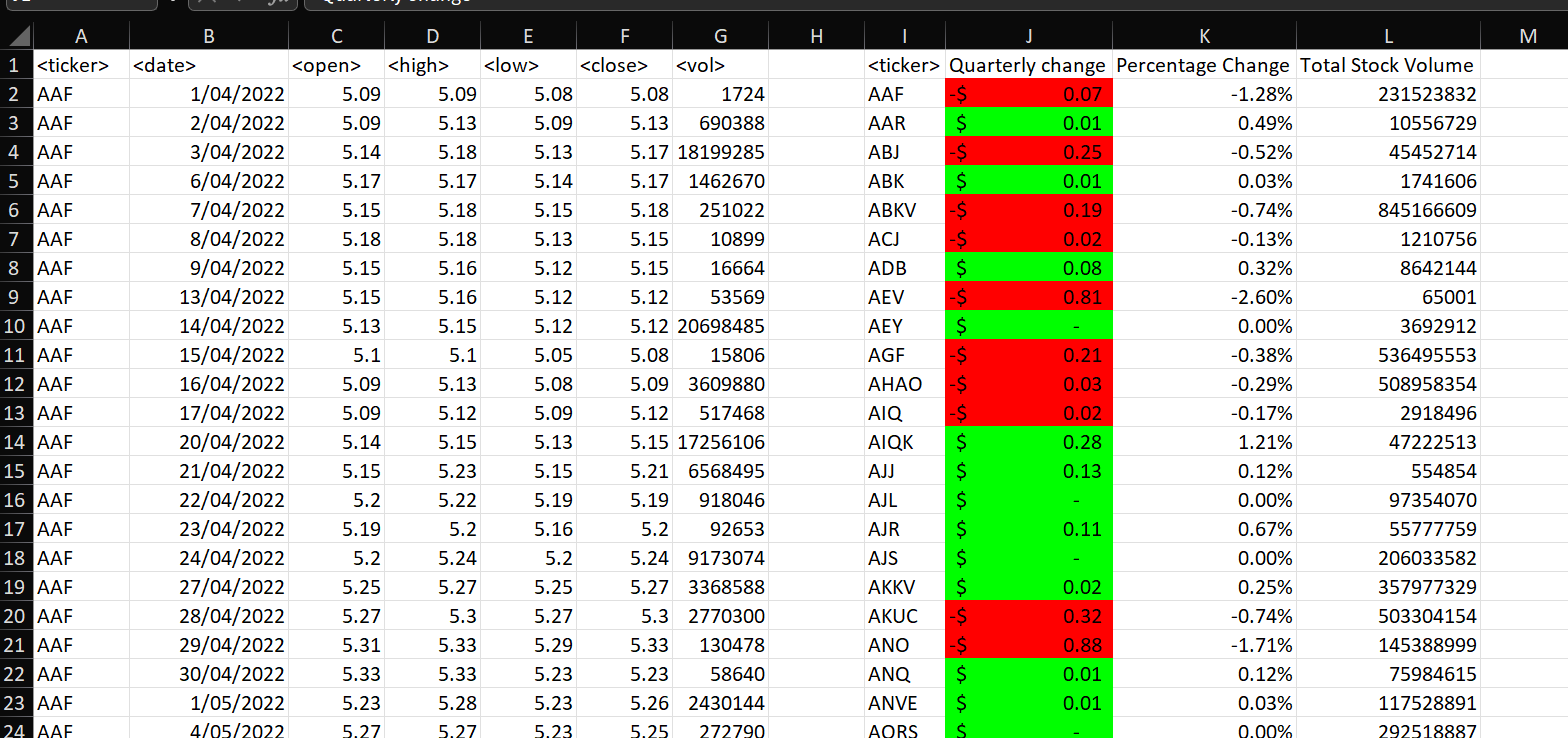 Quarterly change
A B C D E F G H I J K L M
1 <ticker> <date> <open> <high> <low> <close> <vol> <ticker> Quarterly change Percentage Change Total Stock Volume
2 AAF 1/04/2022 5.09 5.09 5.08 5.08 1724 AAF -$ 0.07 -1.28% 231523832
3 AAF 2/04/2022 5.09 5.13 5.09 5.13 690388 AAR $ 0.01 0.49% 10556729
4 AAF 3/04/2022 5.14 5.18 5.13 5.17 18199285 ABJ -$ 0.25 -0.52% 45452714
5 AAF 6/04/2022 5.17 5.17 5.14 5.17 1462670 ABK $ 0.01 0.03% 1741606
6 AAF 7/04/2022 5.15 5.18 5.15 5.18 251022 ABKV -$ 0.19 -0.74% 845166609
7 AAF 8/04/2022 5.18 5.18 5.13 5.15 10899 ACJ -$ 0.02 -0.13% 1210756
8 AAF 9/04/2022 5.15 5.16 5.12 5.15 16664 ADB $ 0.08 0.32% 8642144
9 AAF 13/04/2022 5.15 5.16 5.12 5.12 53569 AEV -$ 0.81 -2.60% 65001
10 AAF 14/04/2022 5.13 5.15 5.12 5.12 20698485 AEY $ - 0.00% 3692912
11 AAF 15/04/2022 5.1 5.1 5.05 5.08 15806 AGF -$ 0.21 -0.38% 536495553
12 AAF 16/04/2022 5.09 5.13 5.08 5.09 3609880 AHAO -$ 0.03 -0.29% 508958354
13 AAF 17/04/2022 5.09 5.12 5.09 5.12 517468 AIQ -$ 0.02 -0.17% 2918496
14 AAF 20/04/2022 5.14 5.15 5.13 5.15 17256106 AIQK $ 0.28 1.21% 47222513
15 AAF 21/04/2022 5.15 5.23 5.15 5.21 6568495 AJJ $ 0.13 0.12% 554854
16 AAF 22/04/2022 5.2 5.22 5.19 5.19 918046 AJL $ - 0.00% 97354070
17 AAF 23/04/2022 5.19 5.2 5.16 5.2 92653 AJR $ 0.11 0.67% 55777759
18 AAF 24/04/2022 5.2 5.24 5.2 5.24 9173074 AJS $ - 0.00% 206033582
19 AAF 27/04/2022 5.25 5.27 5.25 5.27 3368588 AKKV $ 0.02 0.25% 357977329
20 AAF 28/04/2022 5.27 5.3 5.27 5.3 2770300 AKUC -$ 0.32 -0.74% 503304154
21 AAF 29/04/2022 5.31 5.33 5.29 5.33 130478 ANO -$ 0.88 -1.71% 145388999
22 AAF 30/04/2022 5.33 5.33 5.23 5.23 58640 ANQ $ 0.01 0.12% 75984615
23 AAF 1/05/2022 5.23 5.28 5.23 5.26 2430144 ANVE $ 0.01 0.03% 117528891
24 AAF 4/05/2022 5.27 5.27 5.23 5.25 272790 AORS $ - 0.00% 292518887